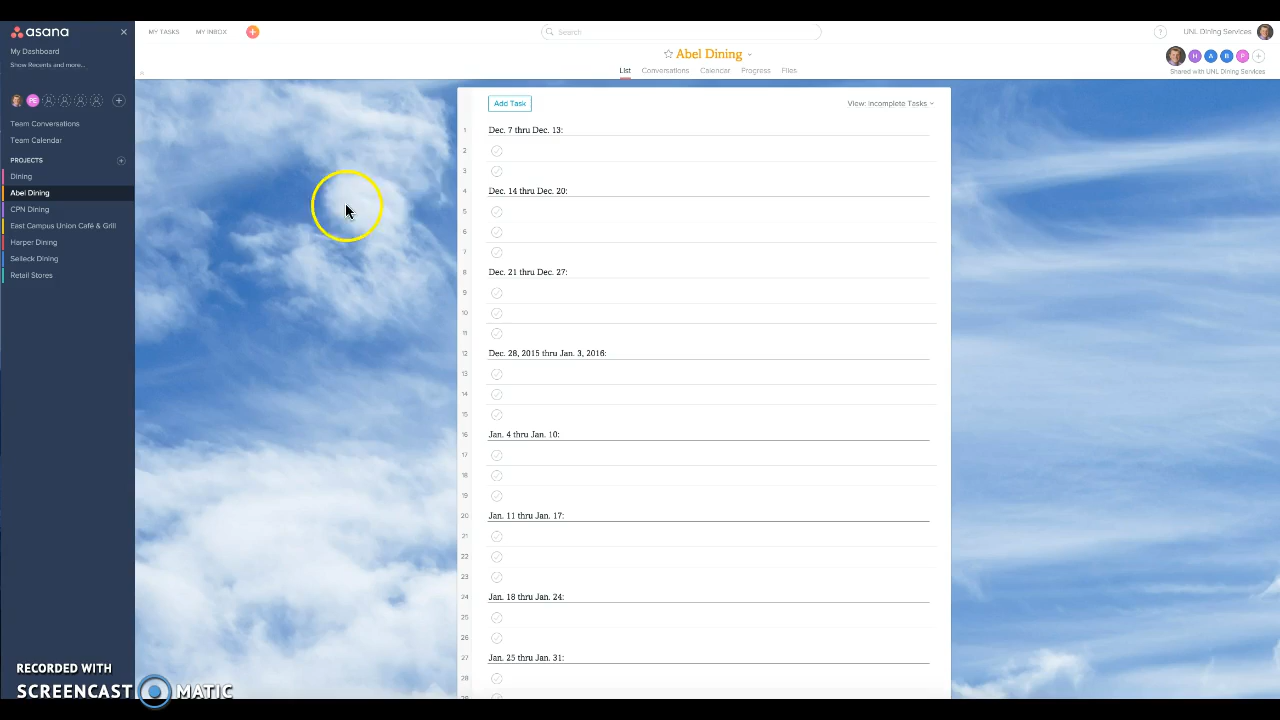 asana
MY TASKS
MY INBOX
Search
?
UNL Dining Services
My Dashboard
Show Recents and more...
Abel Dining
H
A
B
P
List
Conversations
Calendar
Progress
Files
Shared with UNL Dining Services
PE
Team Conversations
Team Calendar
PROJECTS
Dining
Abel Dining
CPN Dining
East Campus Union Café & Grill
Harper Dining
Selleck Dining
Retail Stores
Add Task
View: Incomplete Tasks
1 Dec. 7 thru Dec. 13:
2
3
4 Dec. 14 thru Dec. 20:
5
6
7
8 Dec. 21 thru Dec. 27:
9
10
11
12 Dec. 28, 2015 thru Jan. 3, 2016:
13
14
15
16 Jan. 4 thru Jan. 10:
17
18
19
20 Jan. 11 thru Jan. 17:
21
22
23
24 Jan. 18 thru Jan. 24:
25
26
27 Jan. 25 thru Jan. 31:
28
RECORDED WITH
SCREENCAST MATIC